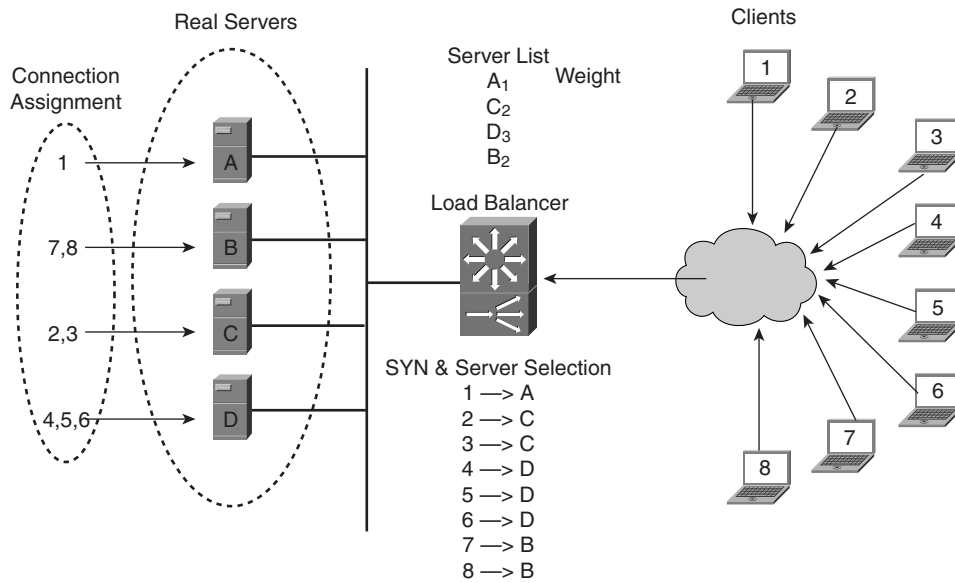 Real Servers
Connection
Assignment
1
7,8
2,3
4,5,6
A
B
C
D
Server List Weight
A1
C2
D3
B2
Load Balancer
SYN & Server Selection
1 —> A
2 —> C
3 —> C
4 —> D
5 —> D
6 —> D
7 —> B
8 —> B
Clients
1
2
3
4
5
6
7
8